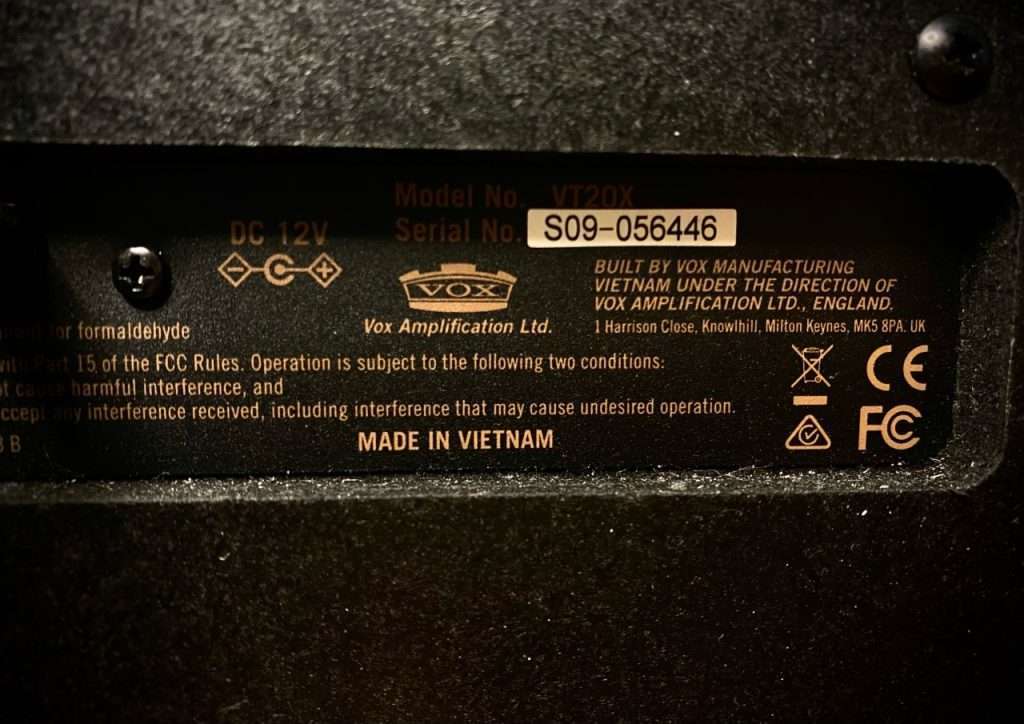 Model No. VT20X
Serial No. S09-056446
DC 12V
VOX
Vox Amplification Ltd.
BUILT BY VOX MANUFACTURING
VIETNAM UNDER THE DIRECTION OF
VOX AMPLIFICATION LTD., ENGLAND.
1 Harrison Close, Knowlhill, Milton Keynes, MK5 8PA. UK
for formaldehyde
Part 15 of the FCC Rules. Operation is subject to the following two conditions:
cause harmful interference, and
accept any interference received, including interference that may cause undesired operation.
B
MADE IN VIETNAM
CE
FC